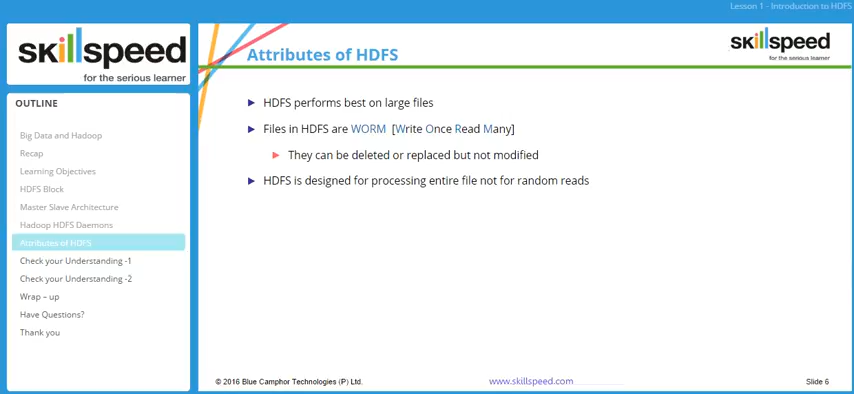 Lesson 1 - Introduction to HDFS
skillspeed
for the serious learner
OUTLINE
Big Data and Hadoop
Recap
Learning Objectives
HDFS Block
Master Slave Architecture
Hadoop HDFS Daemons
Attributes of HDFS
Check your Understanding -1
Check your Understanding -2
Wrap – up
Have Questions?
Thank you
Attributes of HDFS
skillspeed
for the serious learner
HDFS performs best on large files
Files in HDFS are WORM [Write Once Read Many]
They can be deleted or replaced but not modified
HDFS is designed for processing entire file not for random reads
© 2016 Blue Camphor Technologies (P) Ltd.
www.skillspeed.com
Slide 6